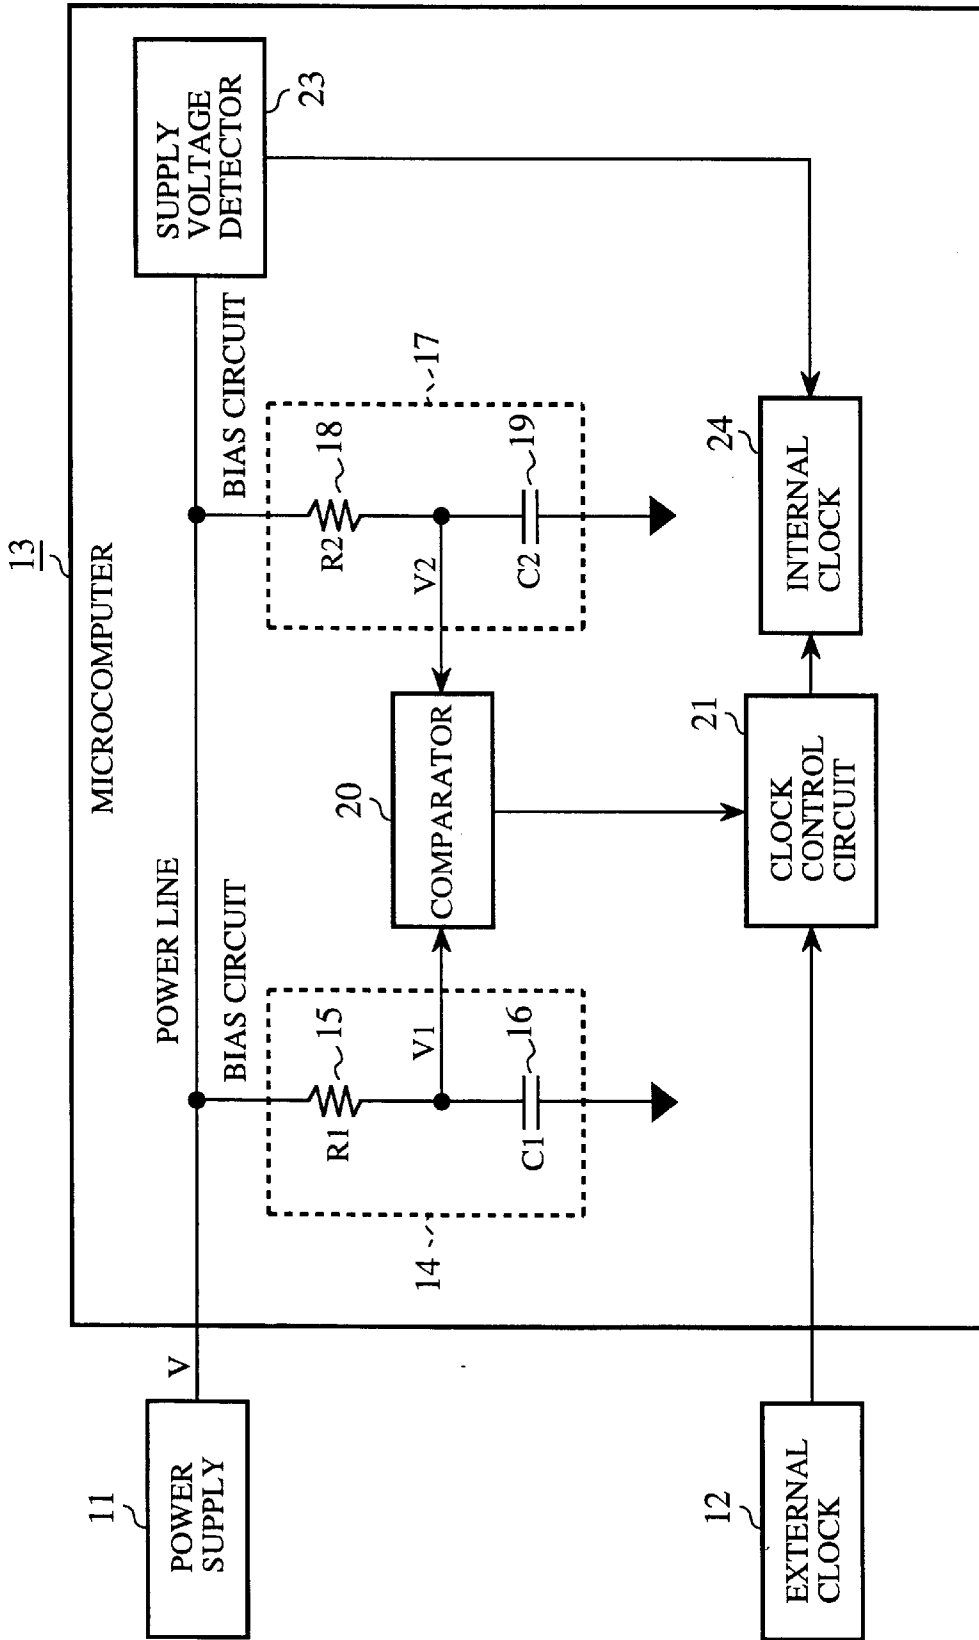 13
MICROCOMPUTER
11
POWER
SUPPLY
V
POWER LINE
BIAS CIRCUIT
BIAS CIRCUIT
SUPPLY
VOLTAGE
DETECTOR
23
14
R1
15
V1
C1
16
20
COMPARATOR
17
R2
18
V2
C2
19
12
EXTERNAL
CLOCK
21
CLOCK
CONTROL
CIRCUIT
24
INTERNAL
CLOCK